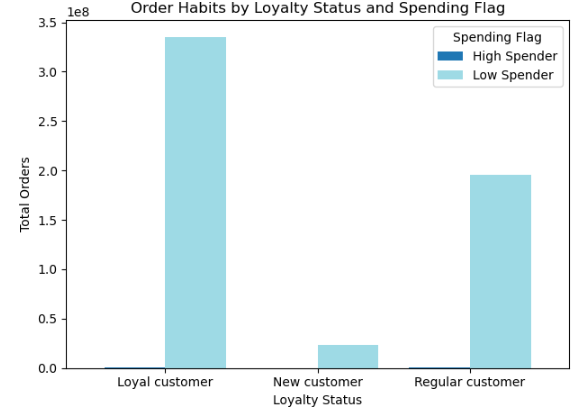 Order Habits by Loyalty Status and Spending Flag
1e8
3.5
3.0
2.5
2.0
1.5
1.0
0.5
0.0
Total Orders
Spending Flag
High Spender
Low Spender
Loyal customer
New customer
Regular customer
Loyalty Status